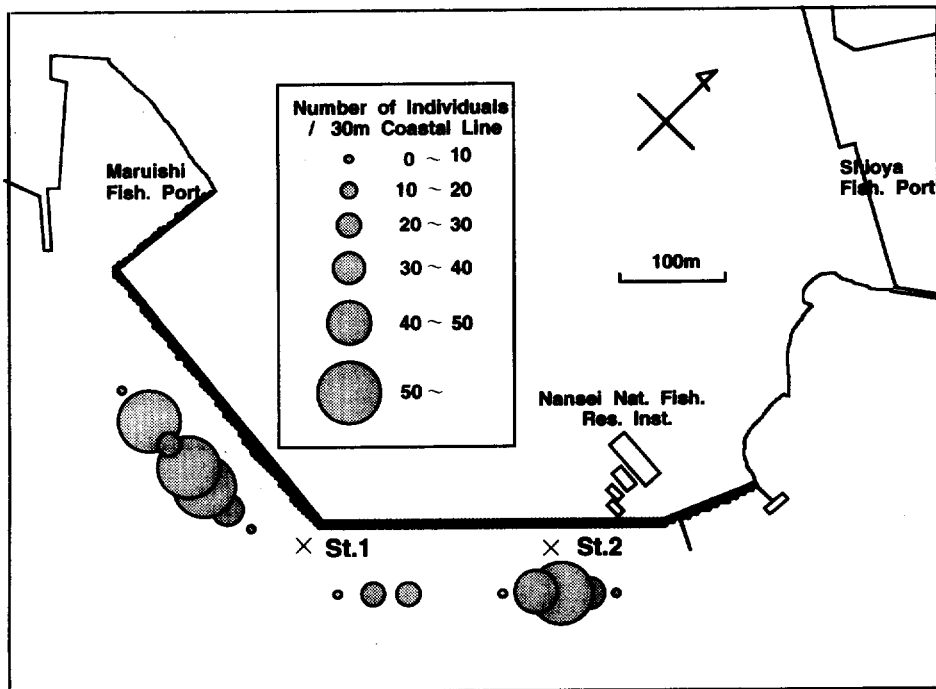 Number of Individuals
/ 30m Coastal Line
0 ~ 10
10 ~ 20
20 ~ 30
30 ~ 40
40 ~ 50
50 ~
Maruishi
Fish. Port
Shioya
Fish. Port
100m
Nansei Nat. Fish.
Res. Inst.
St.1
St.2